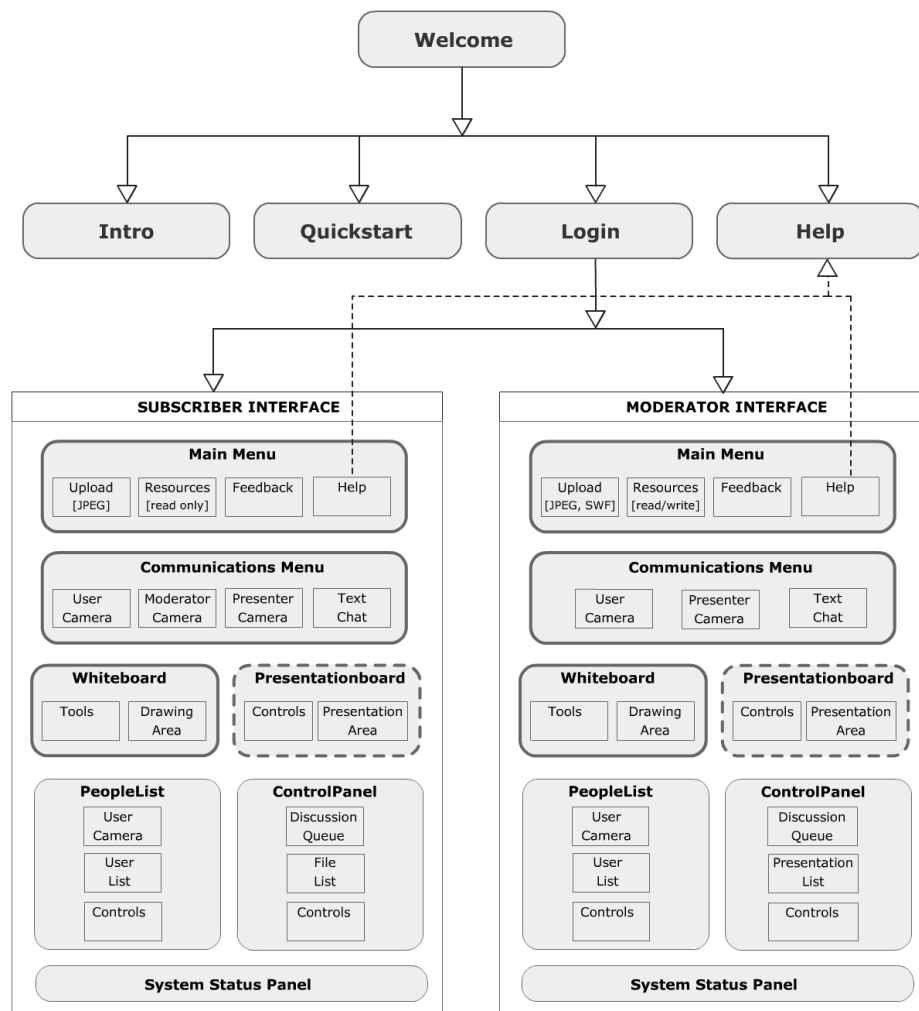 Welcome
Intro
Quickstart
Login
Help
SUBSCRIBER INTERFACE
Main Menu
Upload
[JPEG]
Resources
[read only]
Feedback
Help
Communications Menu
User
Camera
Moderator
Camera
Presenter
Camera
Text
Chat
Whiteboard
Tools
Drawing
Area
Presentationboard
Controls
Presentation
Area
PeopleList
User
Camera
User
List
Controls
ControlPanel
Discussion
Queue
File
List
Controls
System Status Panel
MODERATOR INTERFACE
Main Menu
Upload
[JPEG, SWF]
Resources
[read/write]
Feedback
Help
Communications Menu
User
Camera
Presenter
Camera
Text
Chat
Whiteboard
Tools
Drawing
Area
Presentationboard
Controls
Presentation
Area
PeopleList
User
Camera
User
List
Controls
ControlPanel
Discussion
Queue
Presentation
List
Controls
System Status Panel